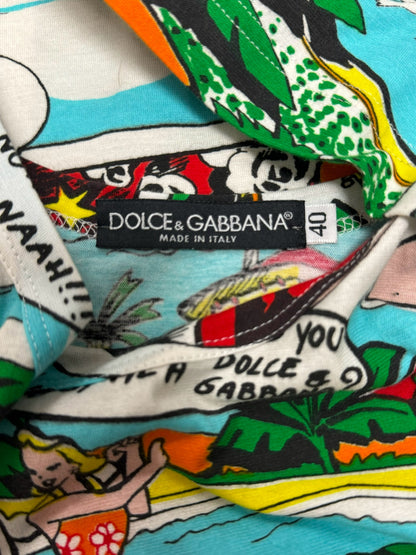 NAAH!!!
DOLCE & GABBANA®
MADE IN ITALY
40
YOU
A DOLCE &
GABBANA